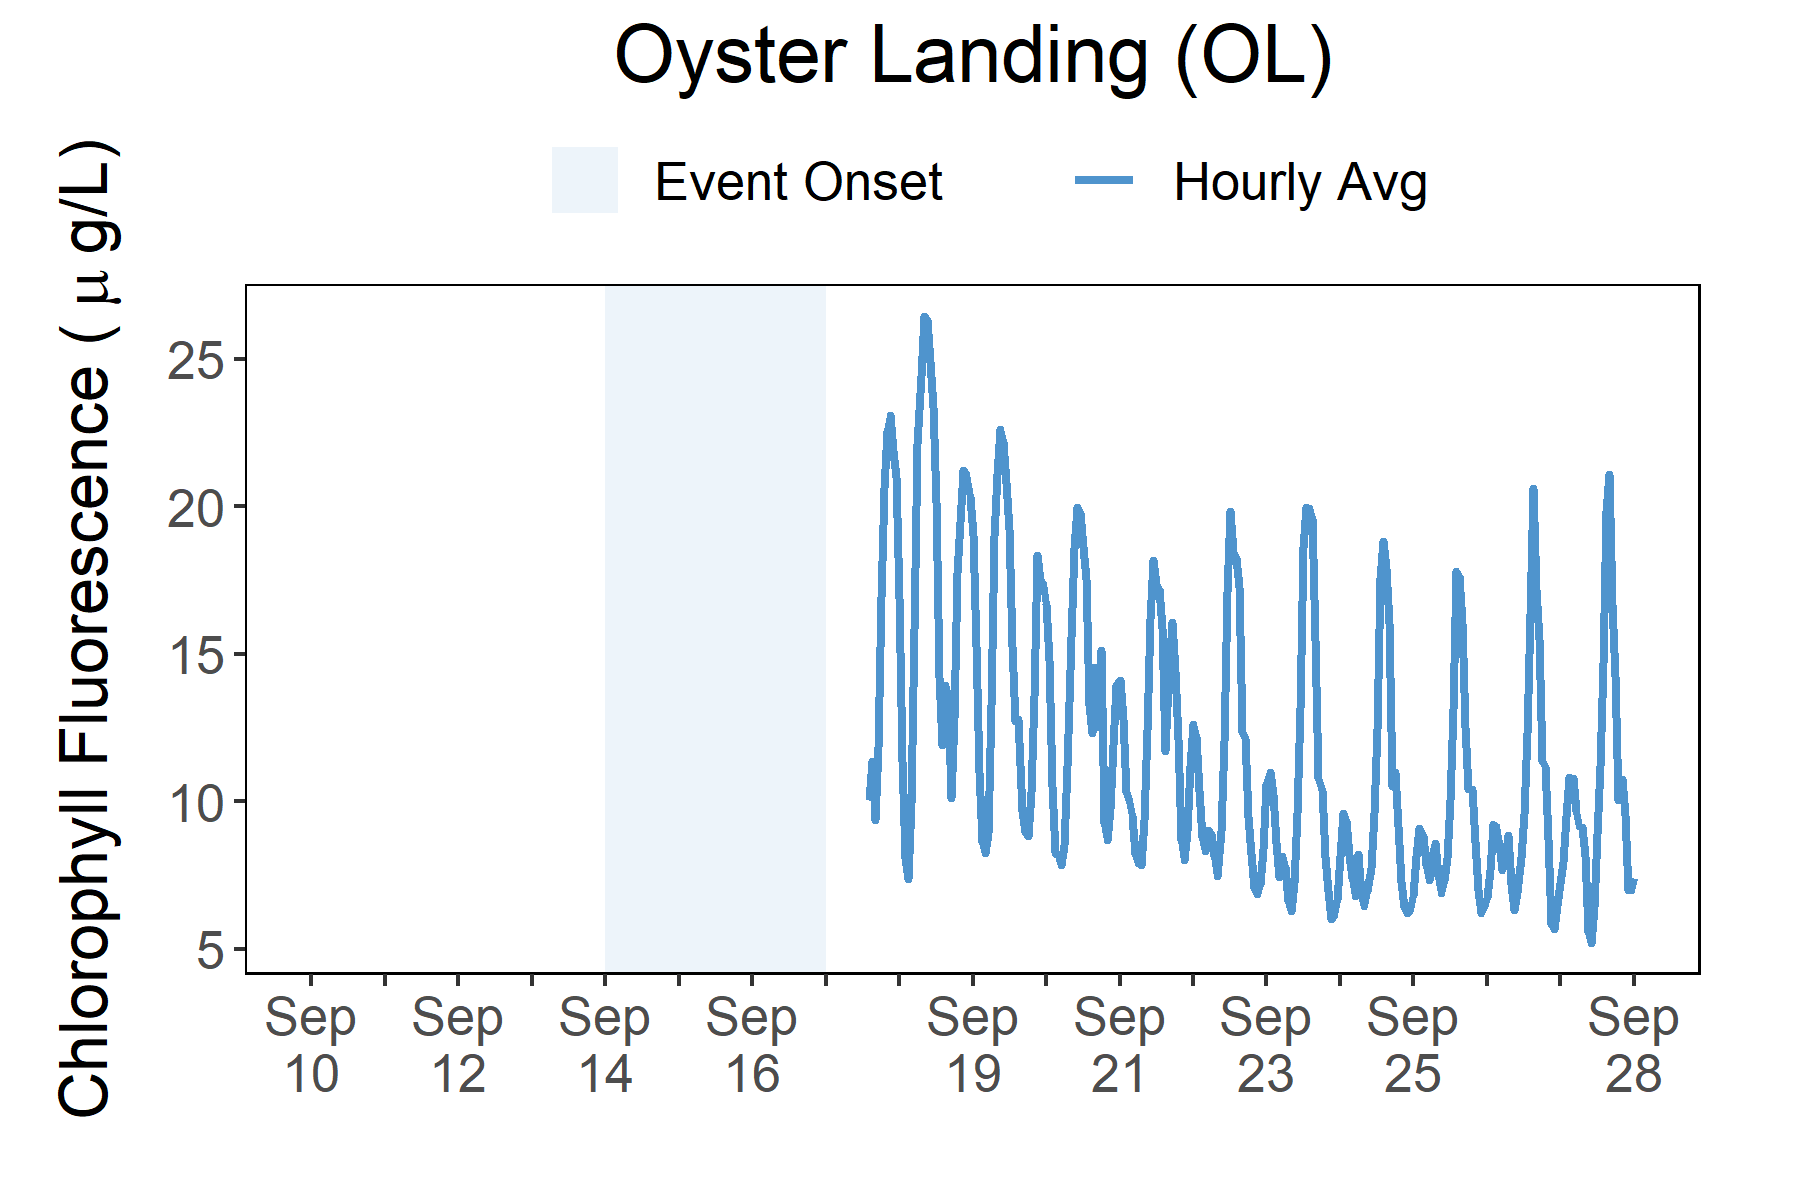 Oyster Landing (OL)
Event Onset
Hourly Avg
Chlorophyll Fluorescence ( μ g/L)
25
20
15
10
5
Sep Sep Sep Sep Sep Sep Sep Sep Sep
10 12 14 16 19 21 23 25 28